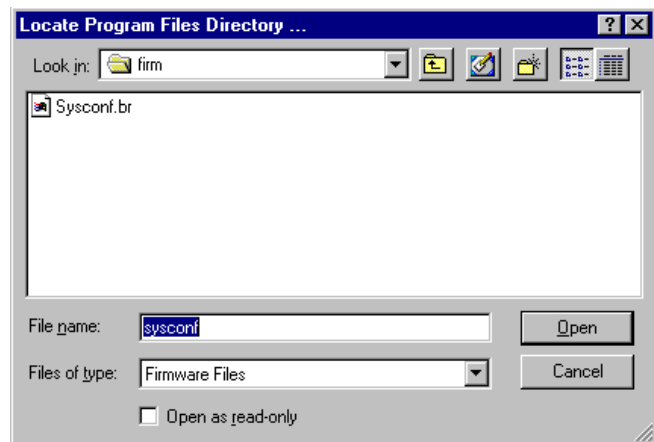 Locate Program Files Directory ...
Look in: firm
Sysconf.br
File name: sysconf
Open
Files of type: Firmware Files
Cancel
Open as read-only